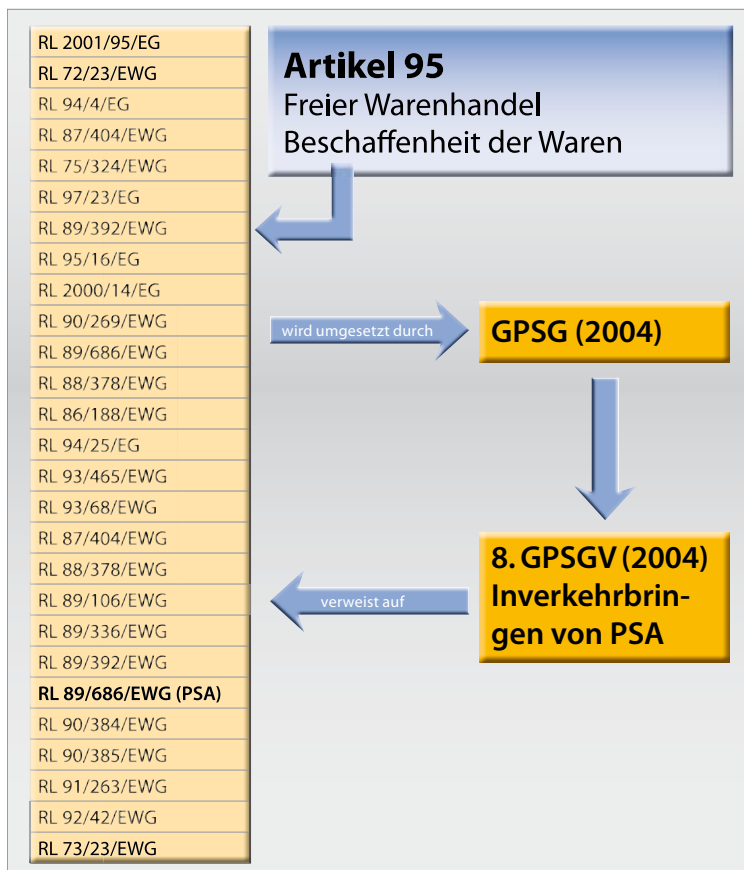 RL 2001/95/EG
RL 72/23/EWG
RL 94/4/EG
RL 87/404/EWG
RL 75/324/EWG
RL 97/23/EG
RL 89/392/EWG
RL 95/16/EG
RL 2000/14/EG
RL 90/269/EWG
RL 89/686/EWG
RL 88/378/EWG
RL 86/188/EWG
RL 94/25/EG
RL 93/465/EWG
RL 93/68/EWG
RL 87/404/EWG
RL 88/378/EWG
RL 89/106/EWG
RL 89/336/EWG
RL 89/392/EWG
RL 89/686/EWG (PSA)
RL 90/384/EWG
RL 90/385/EWG
RL 91/263/EWG
RL 92/42/EWG
RL 73/23/EWG
Artikel 95
Freier Warenhandel
Beschaffenheit der Waren
wird umgesetzt durch
GPSG (2004)
8. GPSGV (2004)
Inverkehrbrin-
gen von PSA
verweist auf